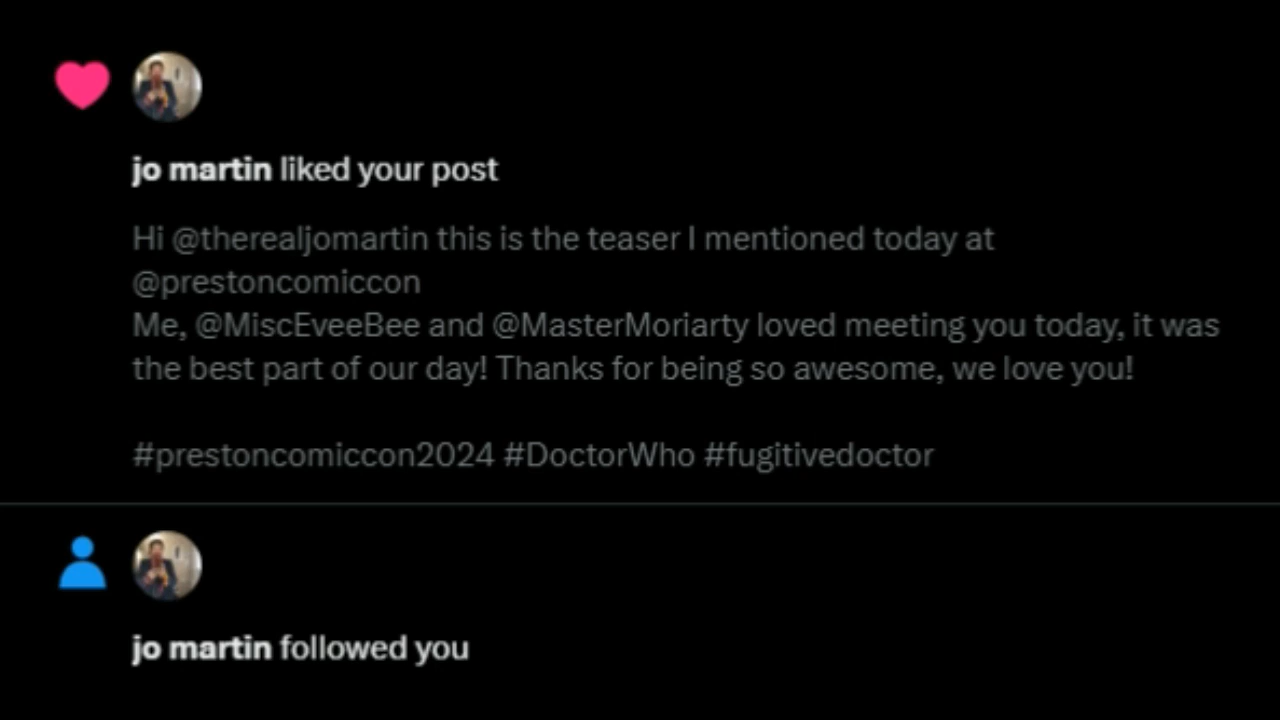 jo martin liked your post
Hi @therealjomartin this is the teaser I mentioned today at
@prestoncomiccon
Me, @MiscEveeBee and @MasterMoriarty loved meeting you today, it was
the best part of our day! Thanks for being so awesome, we love you!
#prestoncomiccon2024 #DoctorWho #fugitivedoctor
jo martin followed you